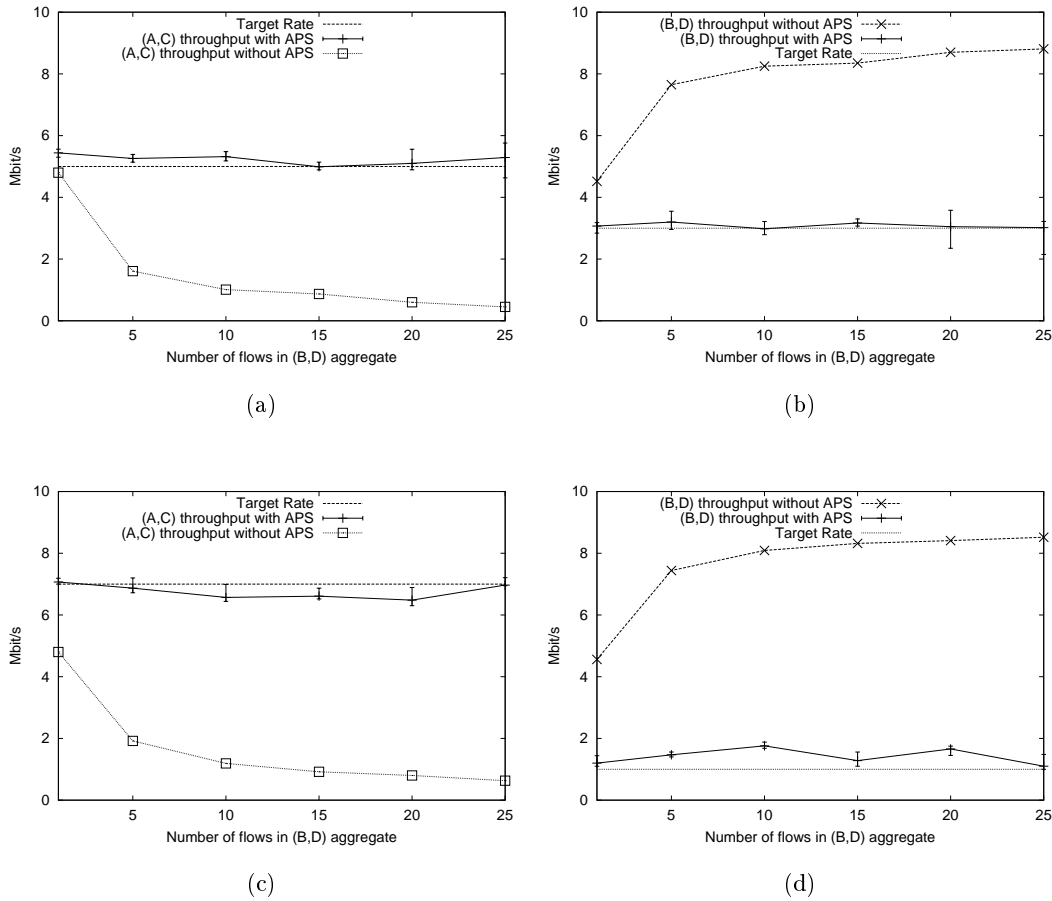 10
8
6
4
2
0
Mbit/s
Target Rate
(A,C) throughput with APS
(A,C) throughput without APS
5 10 15 20 25
Number of flows in (B,D) aggregate
(a)
10
8
6
4
2
0
Mbit/s
(B,D) throughput without APS
(B,D) throughput with APS
Target Rate
5 10 15 20 25
Number of flows in (B,D) aggregate
(b)
10
8
6
4
2
0
Mbit/s
Target Rate
(A,C) throughput with APS
(A,C) throughput without APS
5 10 15 20 25
Number of flows in (B,D) aggregate
(c)
10
8
6
4
2
0
Mbit/s
(B,D) throughput without APS
(B,D) throughput with APS
Target Rate
5 10 15 20 25
Number of flows in (B,D) aggregate
(d)